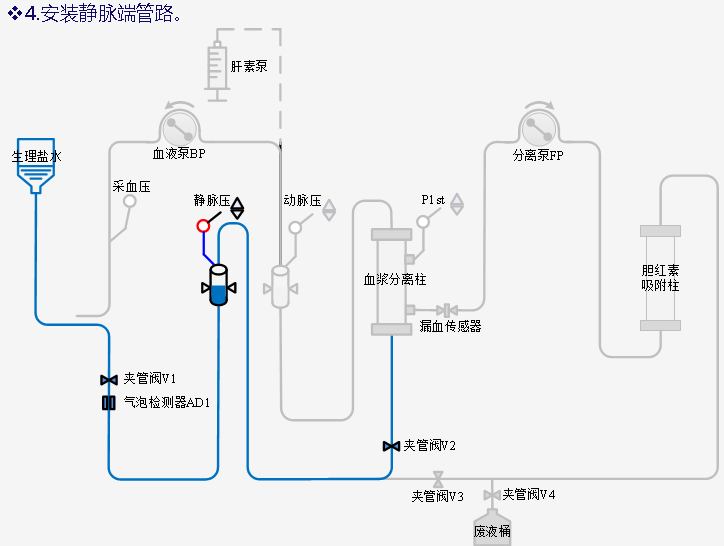 ❖4.安装静脉端管路。
肝素泵
生理盐水
血液泵BP
分离泵FP
采血压
静脉压
动脉压
P1st
血浆分离柱
胆红素
吸附柱
漏血传感器
夹管阀V1
气泡检测器AD1
夹管阀V2
夹管阀V3
夹管阀V4
废液桶